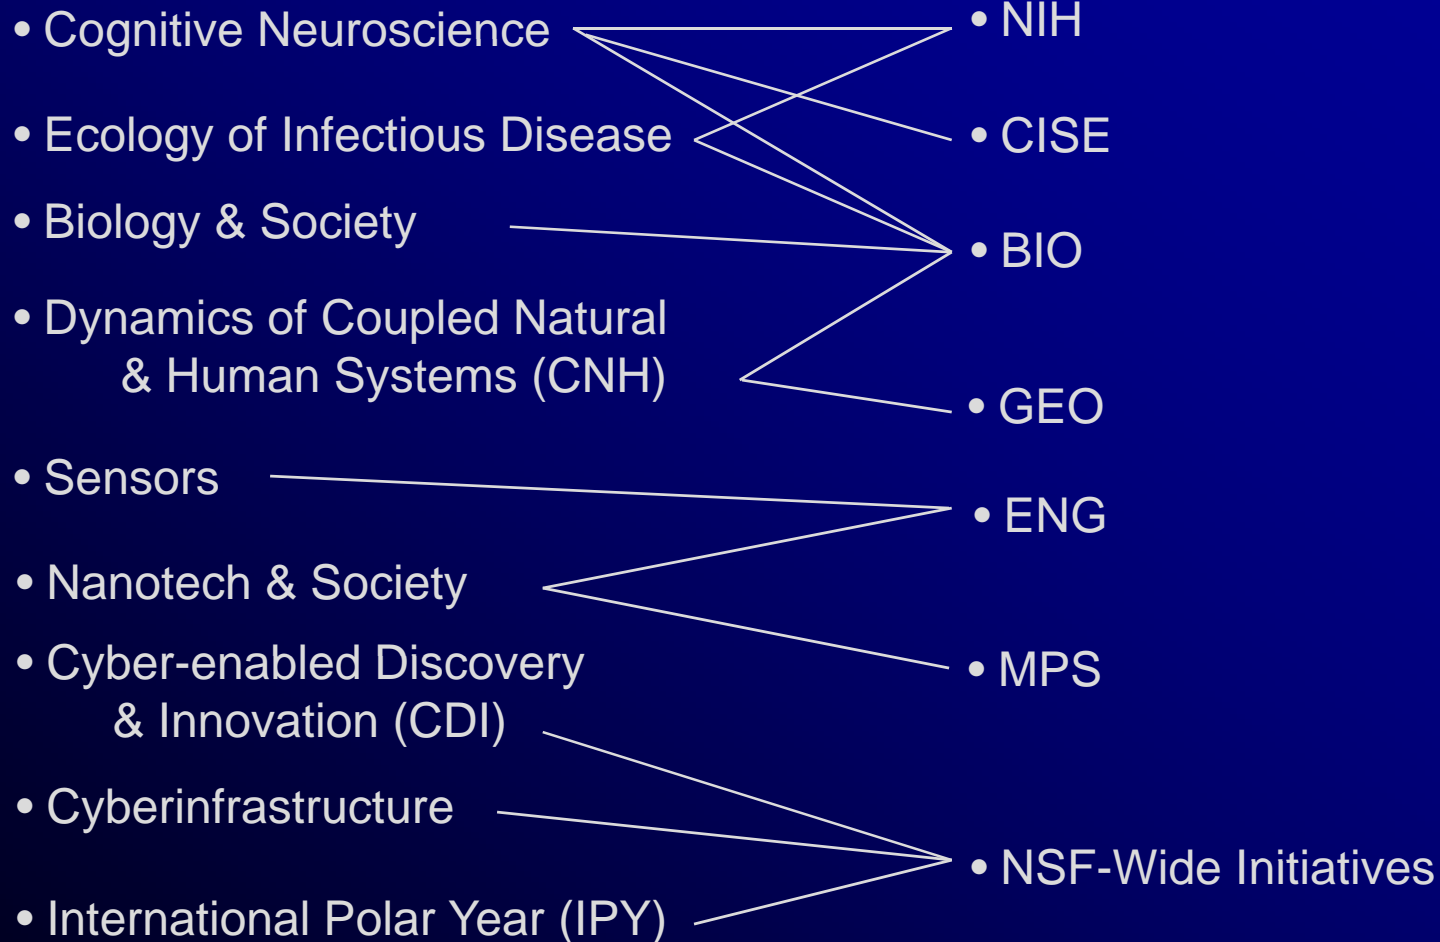 • Cognitive Neuroscience
• Ecology of Infectious Disease
• Biology & Society
• Dynamics of Coupled Natural
& Human Systems (CNH)
• Sensors
• Nanotech & Society
• Cyber-enabled Discovery
& Innovation (CDI)
• Cyberinfrastructure
• International Polar Year (IPY)
• NIH
• CISE
• BIO
• GEO
• ENG
• MPS
• NSF-Wide Initiatives